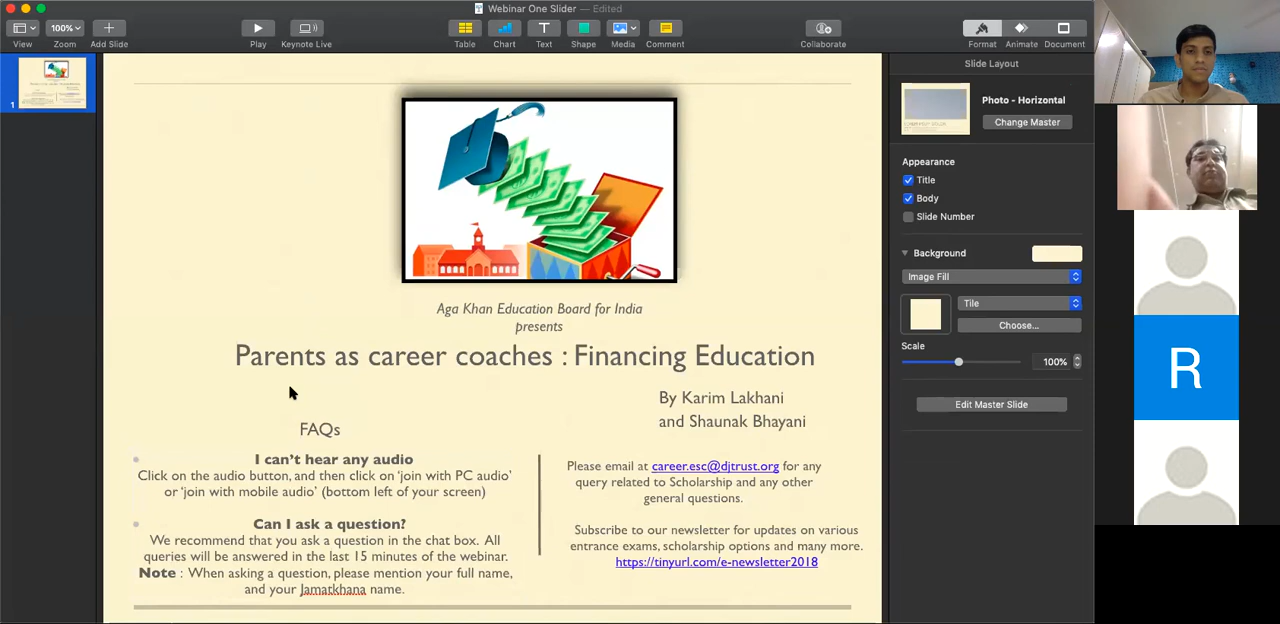 Webinar One Slider — Edited
View
100%
Zoom
Add Slide
Play
Keynote Live
Table
Chart
Text
Shape
Media
Comment
Collaborate
Format
Animate
Document
1
Aga Khan Education Board for India
presents
Parents as career coaches : Financing Education
By Karim Lakhani
and Shaunak Bhayani
FAQs
I can't hear any audio
Click on the audio button, and then click on 'join with PC audio'
or 'join with mobile audio' (bottom left of your screen)
Can I ask a question?
We recommend that you ask a question in the chat box. All
queries will be answered in the last 15 minutes of the webinar.
Note : When asking a question, please mention your full name,
and your Jamatkhana name.
Please email at career.esc@djtrust.org for any
query related to Scholarship and any other
general questions.
Subscribe to our newsletter for updates on various
entrance exams, scholarship options and many more.
https://tinyurl.com/e-newsletter2018
Slide Layout
Photo - Horizontal
Change Master
Appearance
Title
Body
Slide Number
Background
Image Fill
Tile
Choose...
Scale
100%
Edit Master Slide
R